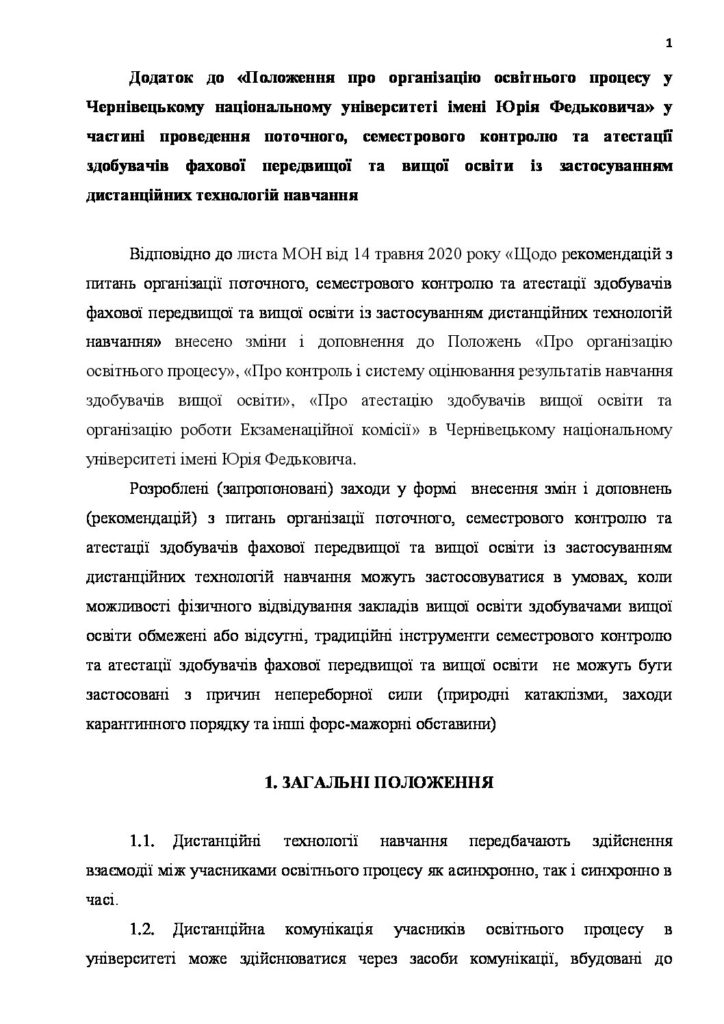 1
Додаток до «Положення про організацію освітнього процесу у
Чернівецькому національному університеті імені Юрія Федьковича» у
частині проведення поточного, семестрового контролю та атестації
здобувачів фахової передвищої та вищої освіти із застосуванням
дистанційних технологій навчання
Відповідно до листа МОН від 14 травня 2020 року «Щодо рекомендацій з
питань організації поточного, семестрового контролю та атестації здобувачів
фахової передвищої та вищої освіти із застосуванням дистанційних технологій
навчання» внесено зміни і доповнення до Положень «Про організацію
освітнього процесу», «Про контроль і систему оцінювання результатів навчання
здобувачів вищої освіти», «Про атестацію здобувачів вищої освіти та
організацію роботи Екзаменаційної комісії» в Чернівецькому національному
університеті імені Юрія Федьковича.
Розроблені (запропоновані) заходи у формі внесення змін і доповнень
(рекомендацій) з питань організації поточного, семестрового контролю та
атестації здобувачів фахової передвищої та вищої освіти із застосуванням
дистанційних технологій навчання можуть застосовуватися в умовах, коли
можливості фізичного відвідування закладів вищої освіти здобувачами вищої
освіти обмежені або відсутні, традиційні інструменти семестрового контролю
та атестації здобувачів фахової передвищої та вищої освіти не можуть бути
застосовані з причин непереборної сили (природні катаклізми, заходи
карантинного порядку та інші форс-мажорні обставини)
1. ЗАГАЛЬНІ ПОЛОЖЕННЯ
1.1. Дистанційні технології навчання передбачають здійснення
взаємодії між учасниками освітнього процесу як асинхронно, так і синхронно в
часі.
1.2. Дистанційна комунікація учасників освітнього процесу в
університеті може здійснюватися через засоби комунікації, вбудовані до